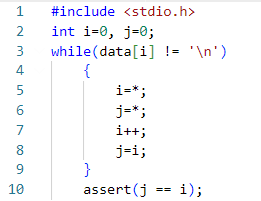 1 #include <stdio.h>
2 int i=0, j=0;
3 while(data[i] != '\n')
4 {
5 i=*;
6 j=*;
7 i++;
8 j=i;
9 }
10 assert(j == i);